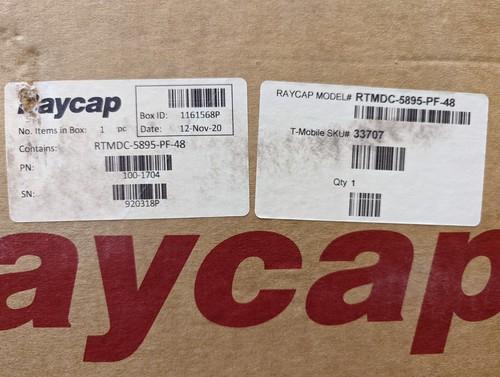 Raycap
Box ID: 1161568P
No. Items in Box: 1 pc
Date: 12-Nov-20
Contains: RTMDC-5895-PF-48
PN:
100-1704
SN:
920318P
RAYCAP MODEL# RTMDC-5895-PF-48
T-Mobile SKU# 33707
Qty 1
aycap